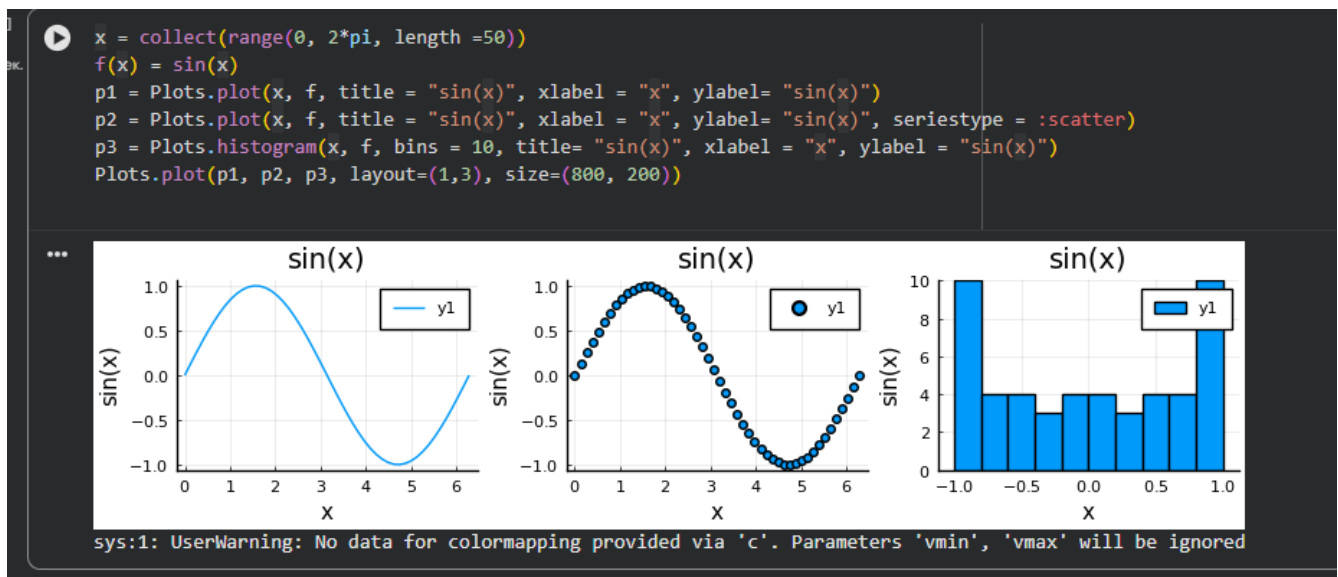 ]
ек.
x = collect(range(0, 2*pi, length =50))
f(x) = sin(x)
p1 = Plots.plot(x, f, title = "sin(x)", xlabel = "x", ylabel= "sin(x)")
p2 = Plots.plot(x, f, title = "sin(x)", xlabel = "x", ylabel= "sin(x)", seriestype = :scatter)
p3 = Plots.histogram(x, f, bins = 10, title= "sin(x)", xlabel = "x", ylabel = "sin(x)")
Plots.plot(p1, p2, p3, layout=(1,3), size=(800, 200))
sin(x)
1.0
0.5
0.0
−0.5
−1.0
sin(x)
y1
0 1 2 3 4 5 6
x
sin(x)
1.0
0.5
0.0
−0.5
−1.0
sin(x)
y1
0 1 2 3 4 5 6
x
sin(x)
10
8
6
4
2
0
sin(x)
y1
−1.0 −0.5 0.0 0.5 1.0
x
sys:1: UserWarning: No data for colormapping provided via 'c'. Parameters 'vmin', 'vmax' will be ignored